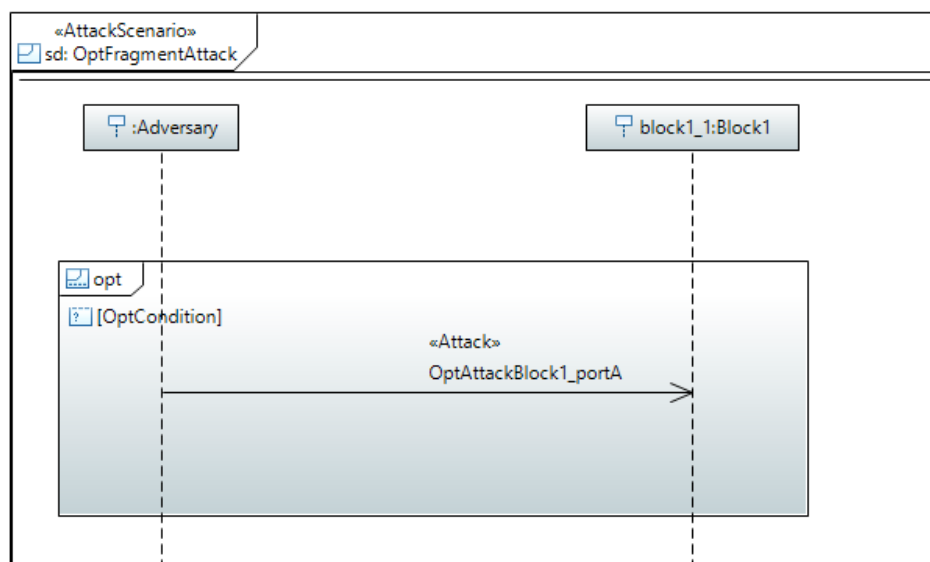 «AttackScenario»
sd: OptFragmentAttack
:Adversary
block1_1:Block1
opt
[OptCondition]
«Attack»
OptAttackBlock1_portA